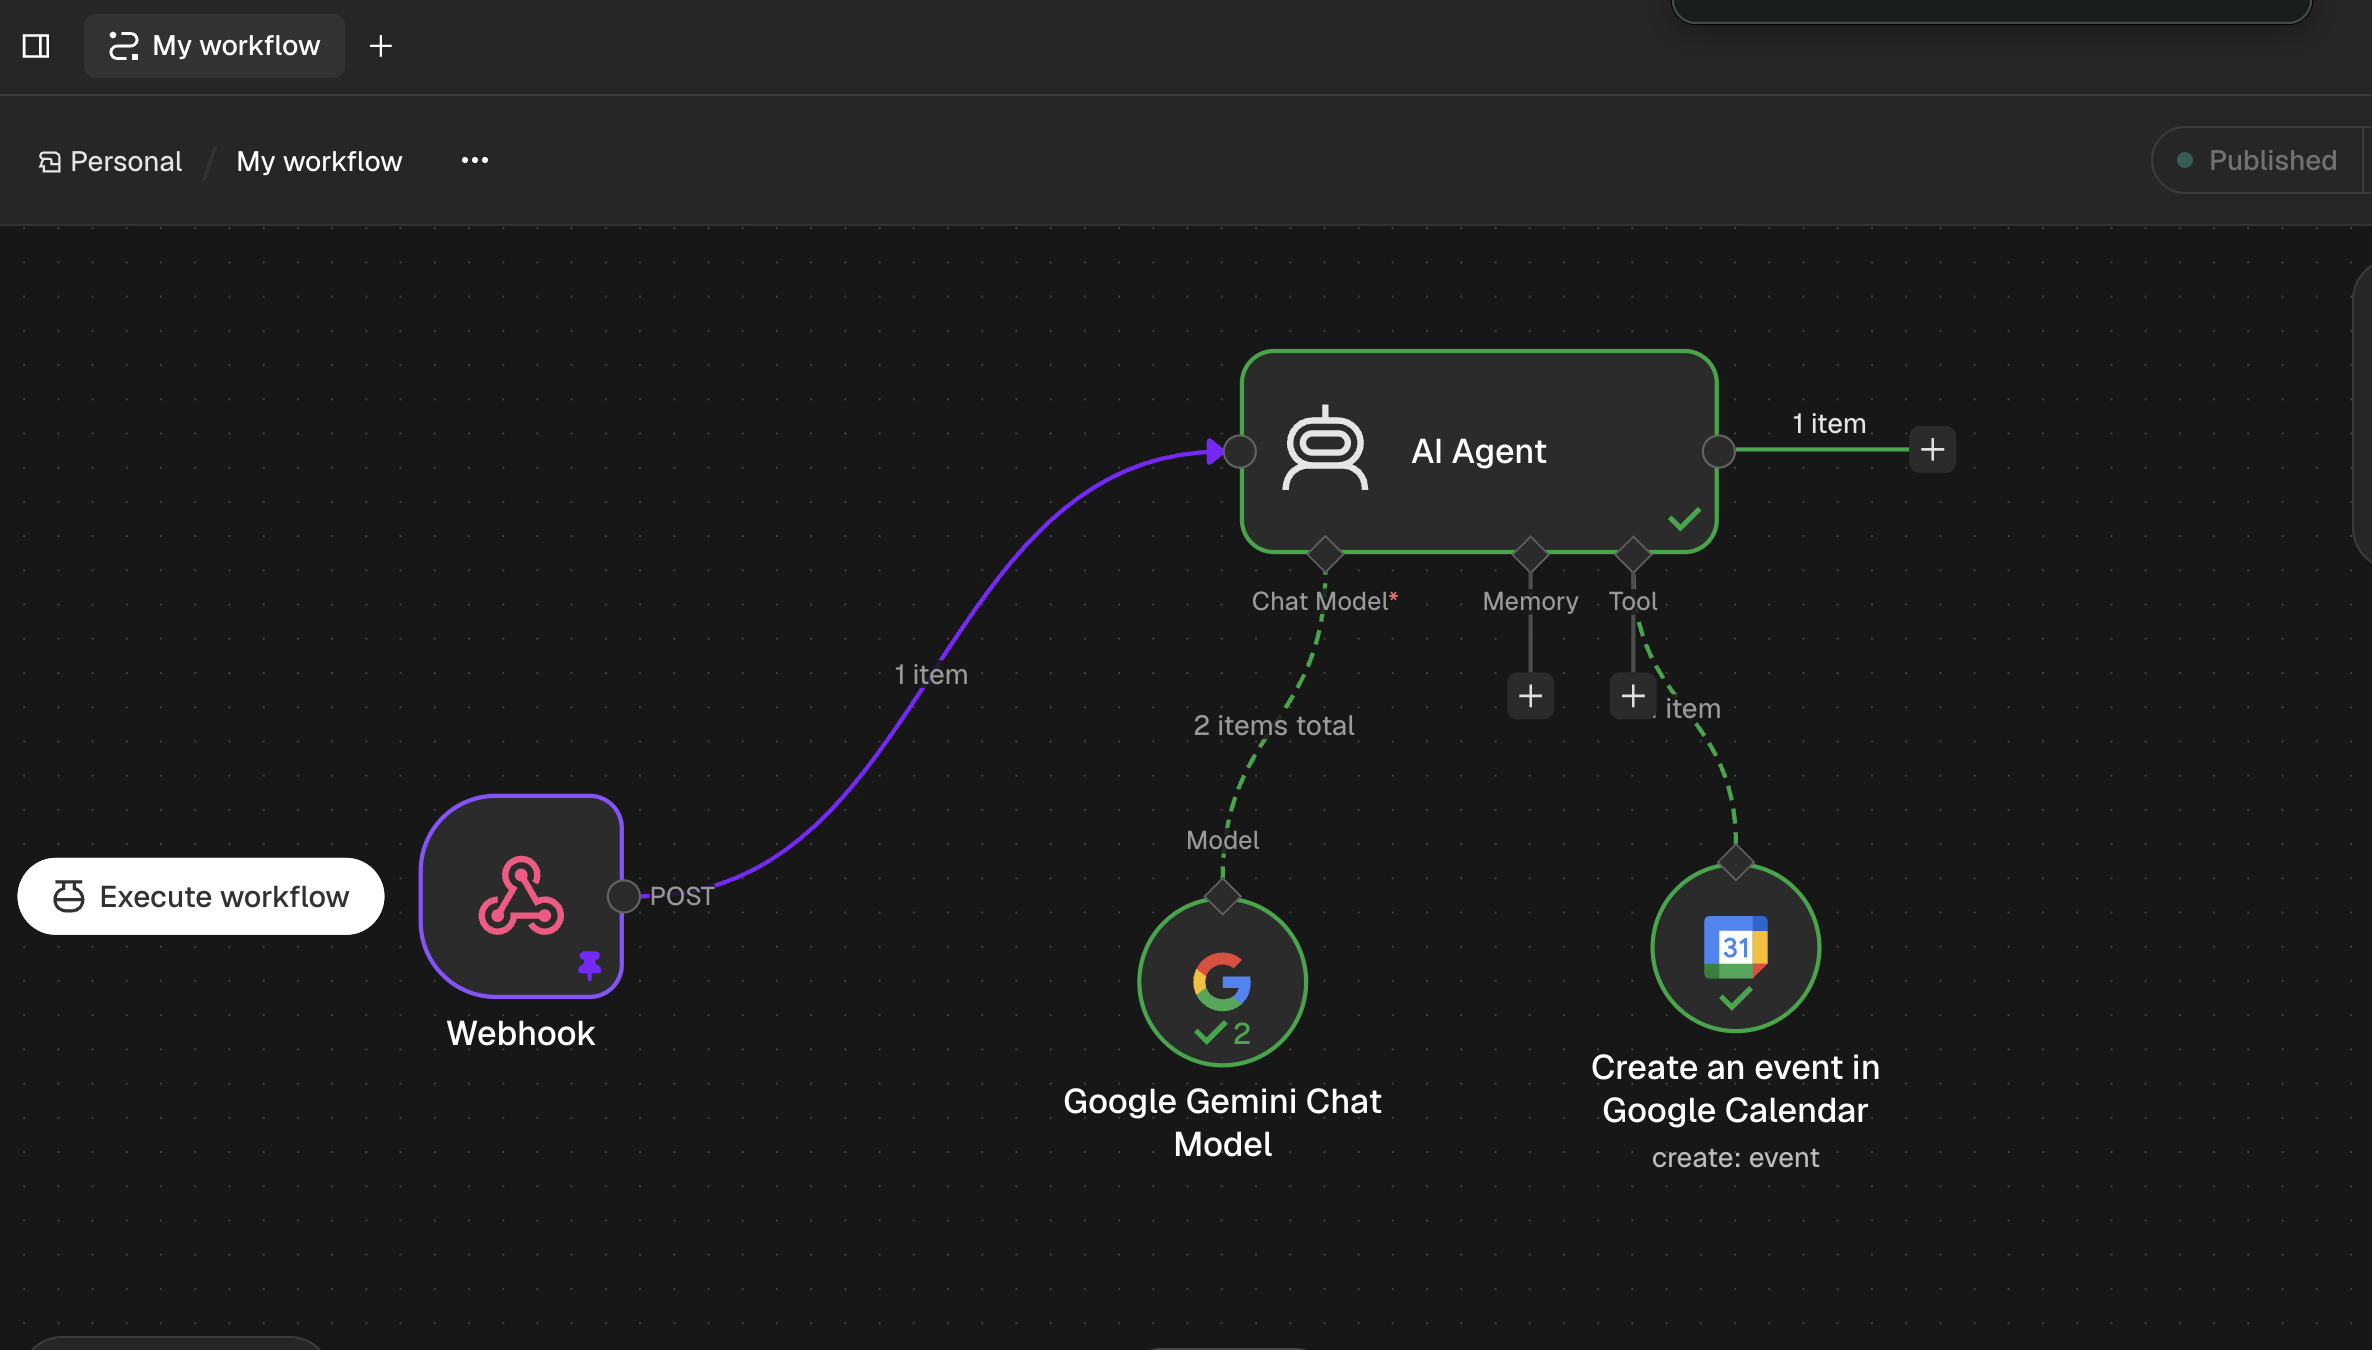 My workflow
Personal / My workflow
Published
1 item
AI Agent
Chat Model*
Memory
Tool
1 item
item
2 items total
Model
Execute workflow
POST
31
2
Webhook
Create an event in
Google Calendar
create: event
Google Gemini Chat
Model